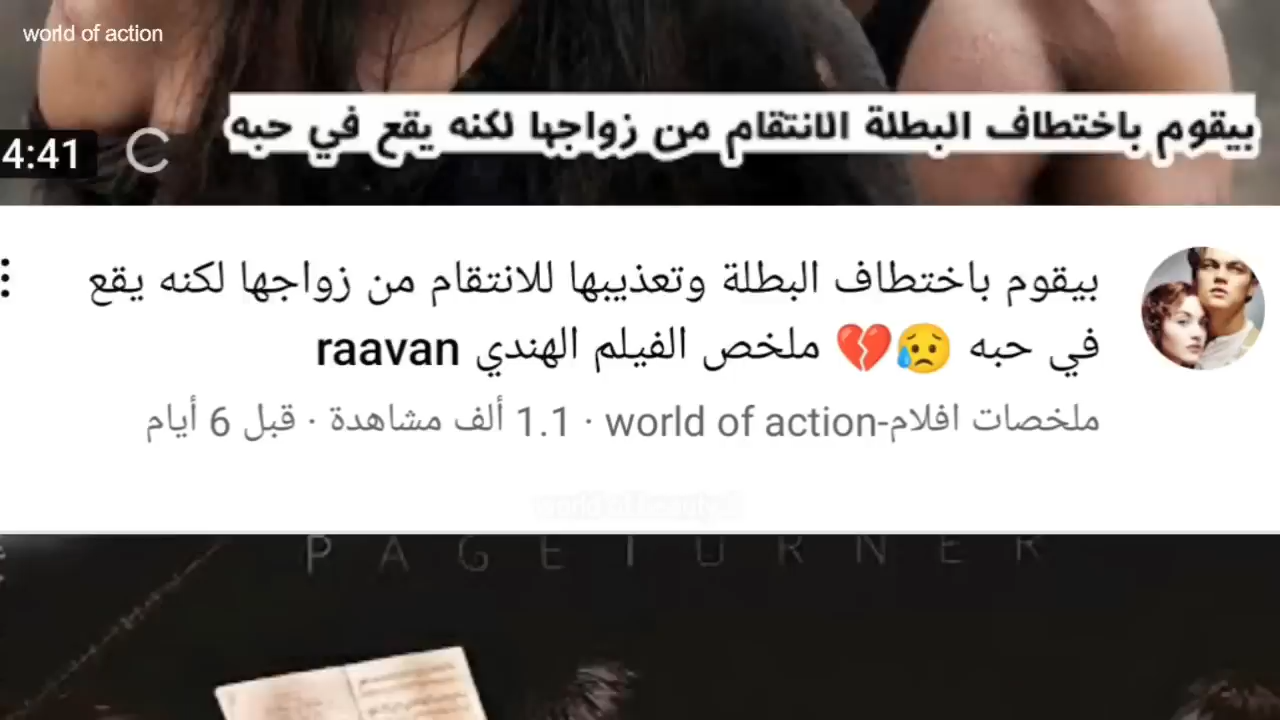 world of action
بيقوم باختطاف البطلة الانتقام من زواجها لكنه يقع في حبه
4:41
بيقوم باختطاف البطلة وتعذيبها للانتقام من زواجها لكنه يقع
في حبه 😥💔 ملخص الفيلم الهندي raavan
ملخصات افلام-world of action · 1.1 ألف مشاهدة · قبل 6 أيام
PAGE TURNER